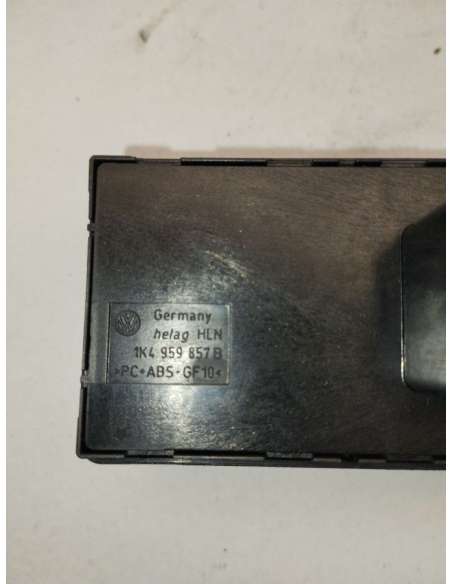 Germany
helag HLN
1K4 959 857 B
>PC+ABS-GF10<